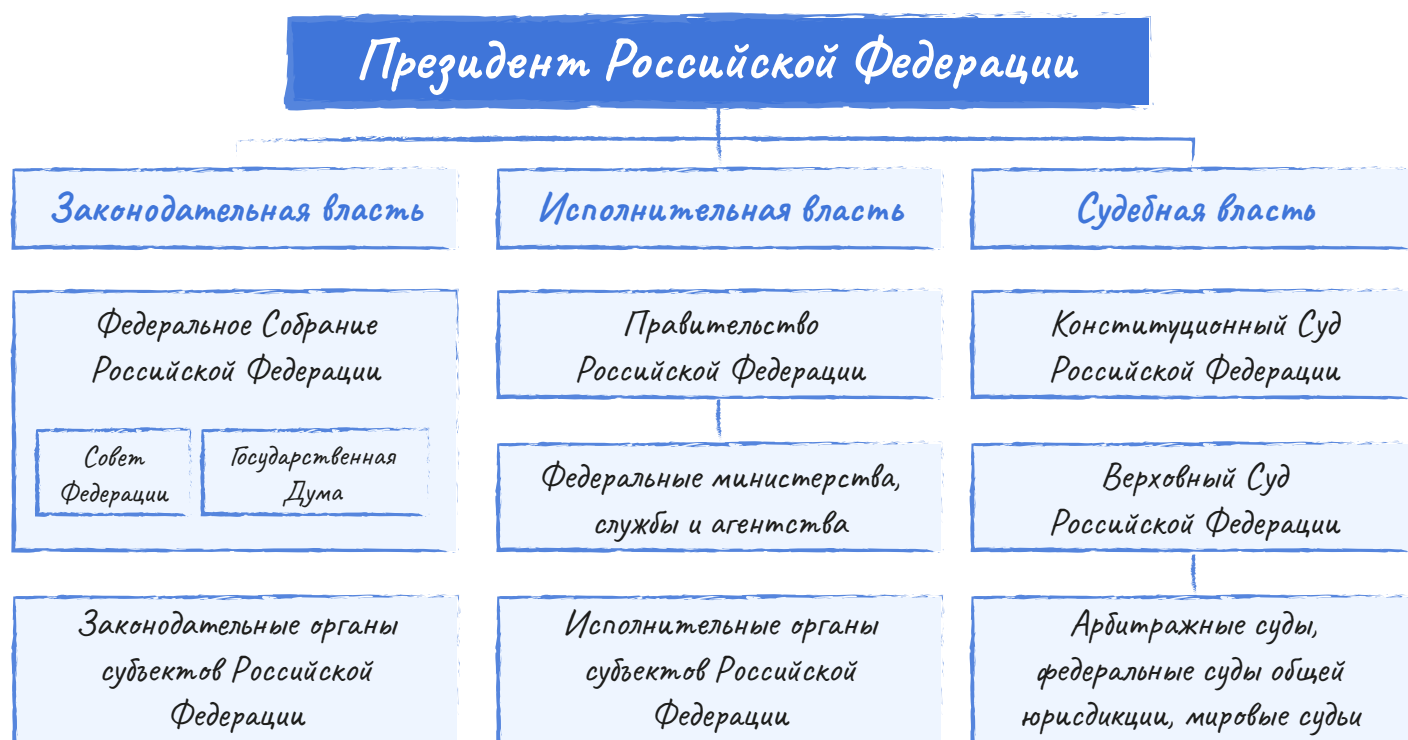 Президент Российской Федерации
Законодательная власть
Исполнительная власть
Судебная власть
Федеральное Собрание
Российской Федерации
Совет
Федерации
Государственная
Дума
Правительство
Российской Федерации
Федеральные министерства,
службы и агентства
Конституционный Суд
Российской Федерации
Верховный Суд
Российской Федерации
Законодательные органы
субъектов Российской
Федерации
Исполнительные органы
субъектов Российской
Федерации
Арбитражные суды,
федеральные суды общей
юрисдикции, мировые судьи